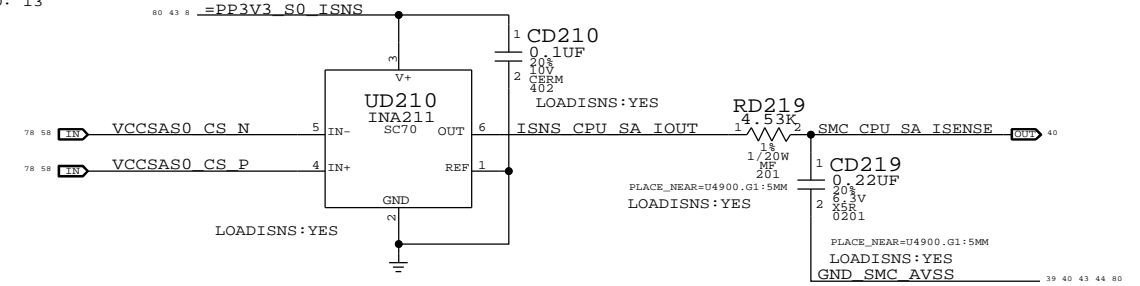 : 13
80 43 8 =PP3V3_S0_ISNS
1 CD210
0.1UF
20%
10V
2 CERM
402
LOADISNS:YES
3
V+
UD210
INA211
SC70
78 58 IN VCCSAS0_CS_N 5 IN-
OUT 6 ISNS_CPU_SA_IOUT
RD219
4.53K
1 2
1%
1/20W
MF
201
SMC_CPU_SA_ISENSE OUT 40
78 58 IN VCCSAS0_CS_P 4 IN+
REF 1
GND
2
LOADISNS:YES
PLACE_NEAR=U4900.G1:5MM
LOADISNS:YES
1 CD219
0.22UF
20%
6.3V
2 X5R
0201
PLACE_NEAR=U4900.G1:5MM
LOADISNS:YES
GND_SMC_AVSS 39 40 43 44 80